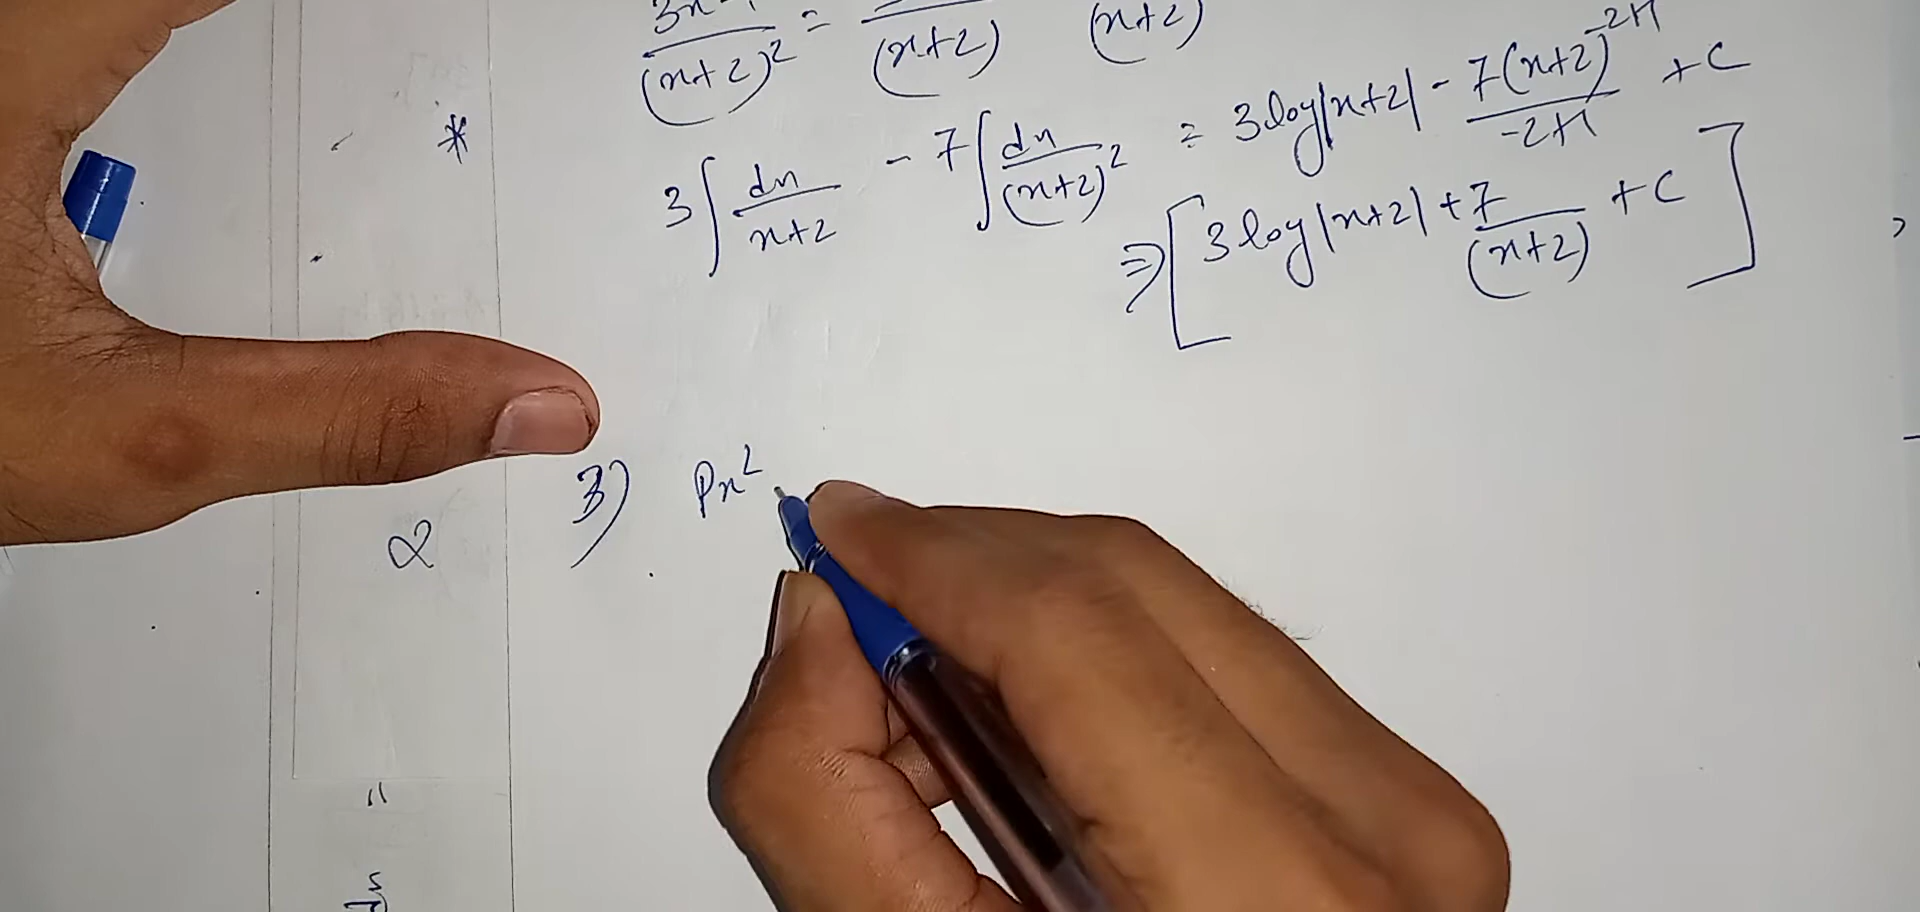 (x+2)² = (x+2) (x+2)
*
3∫dx/x+2 - 7∫dx/(x+2)² = 3log|x+2| - 7(x+2)^-2+1/-2+1 + c
⇒ [3log|x+2| + 7/(x+2) + c]
3) Px²